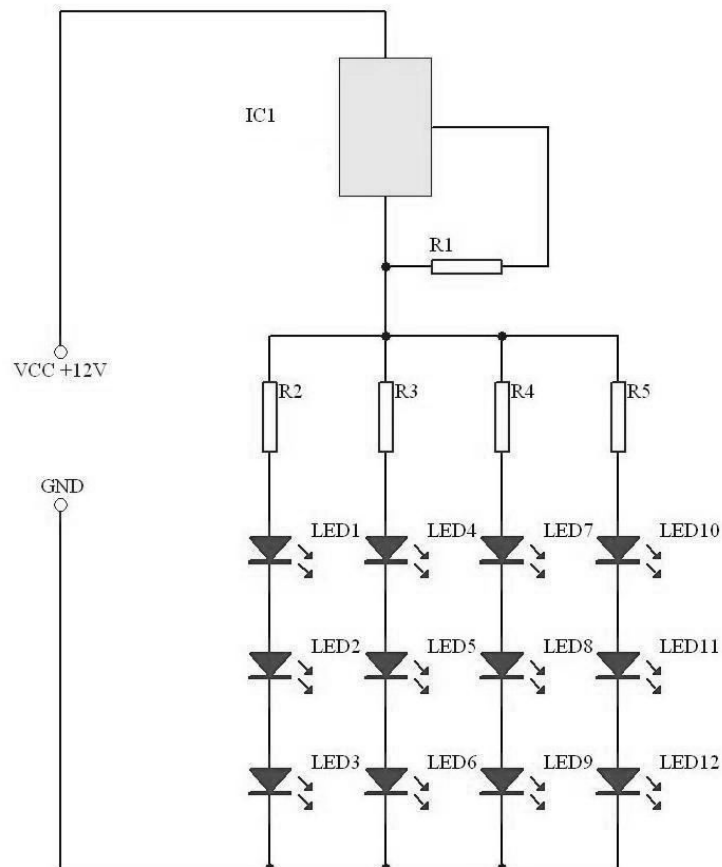 IC1
R1
VCC +12V
R2 R3 R4 R5
GND
LED1 LED4 LED7 LED10
LED2 LED5 LED8 LED11
LED3 LED6 LED9 LED12